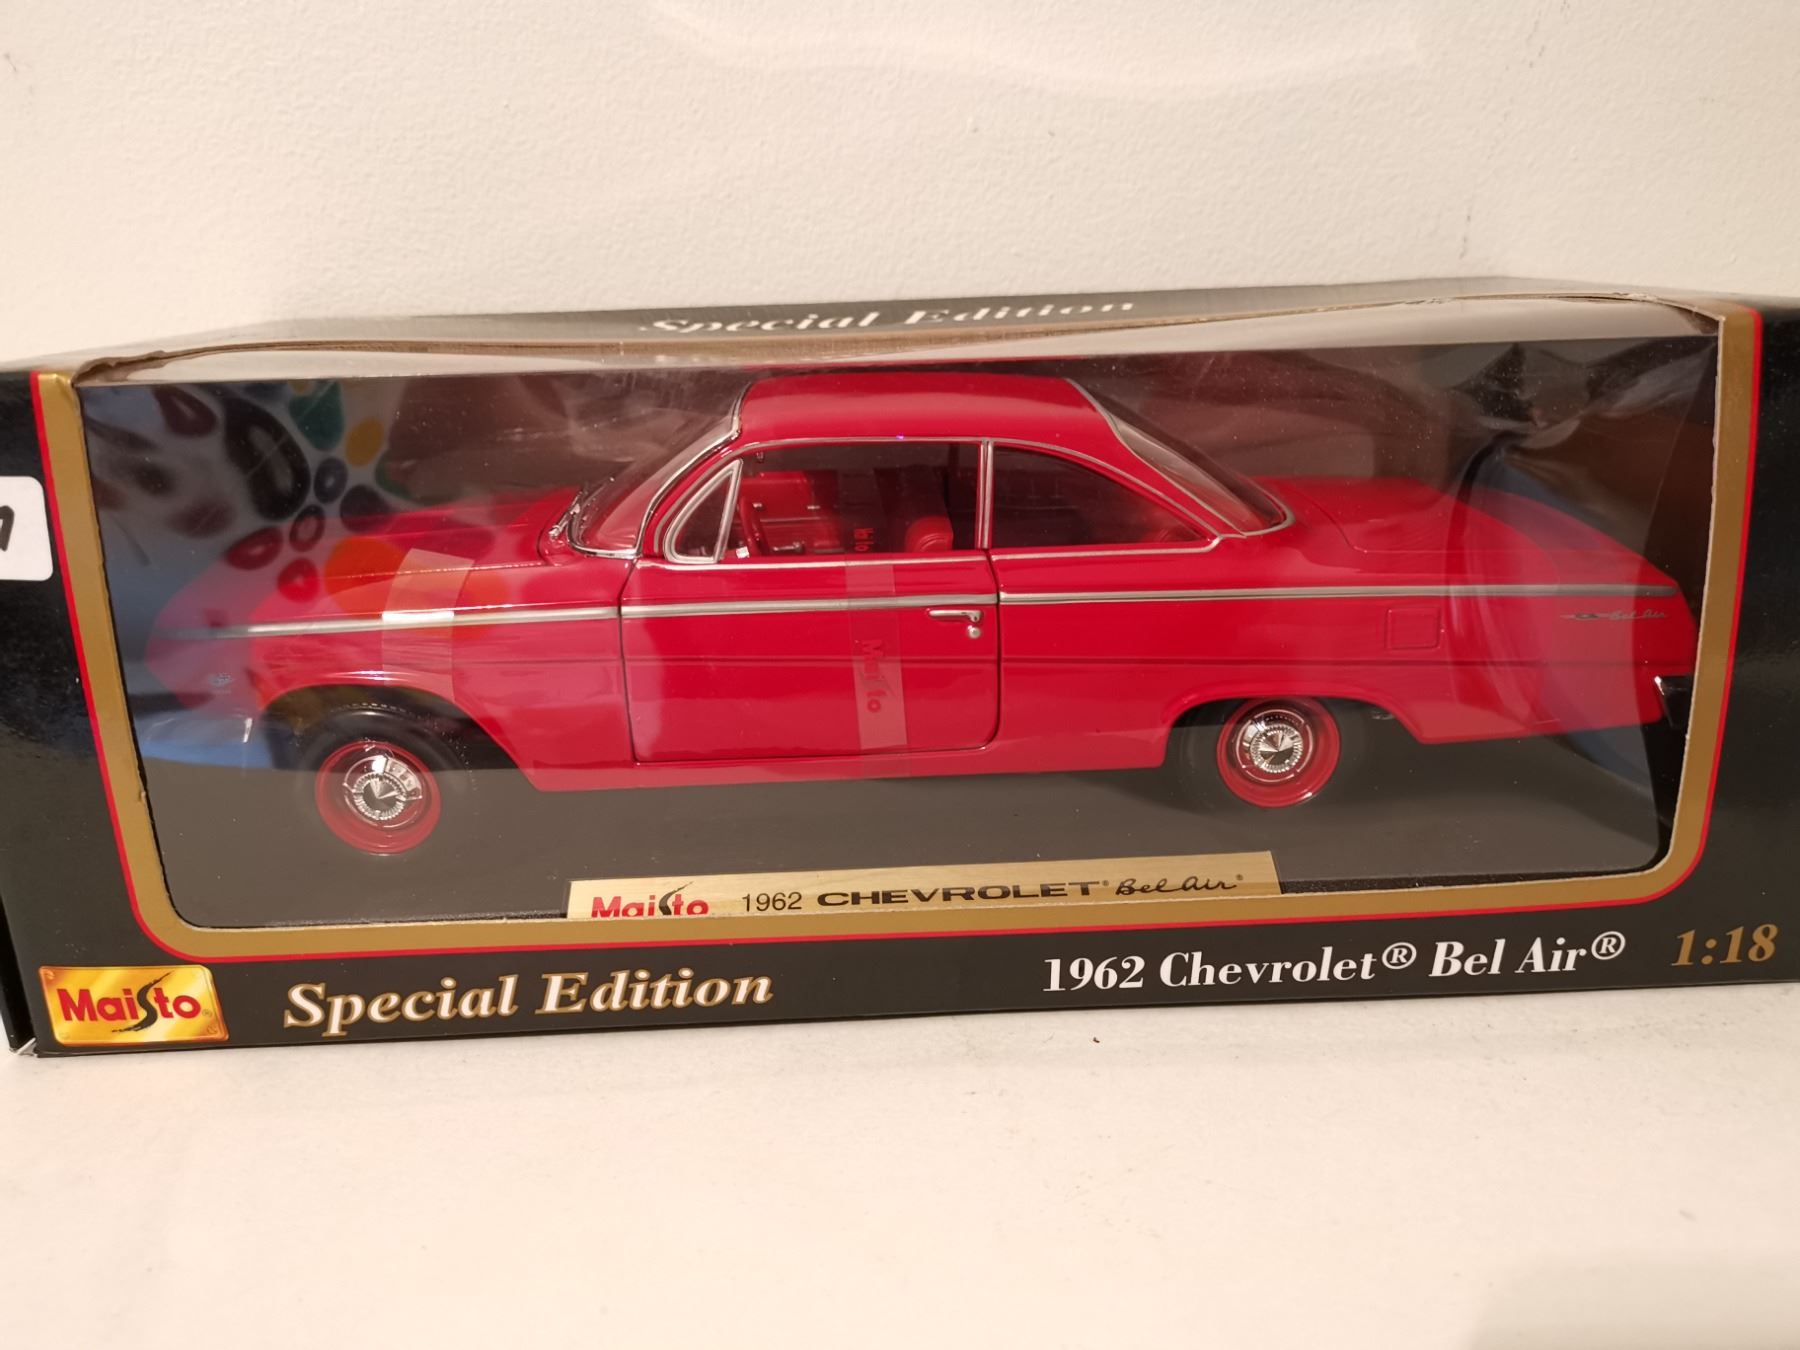 Special Edition
Maisto
Maisto
Bel Air
Maisto 1962 CHEVROLET® Bel Air®
Maisto® Special Edition 1962 Chevrolet® Bel Air® 1:18